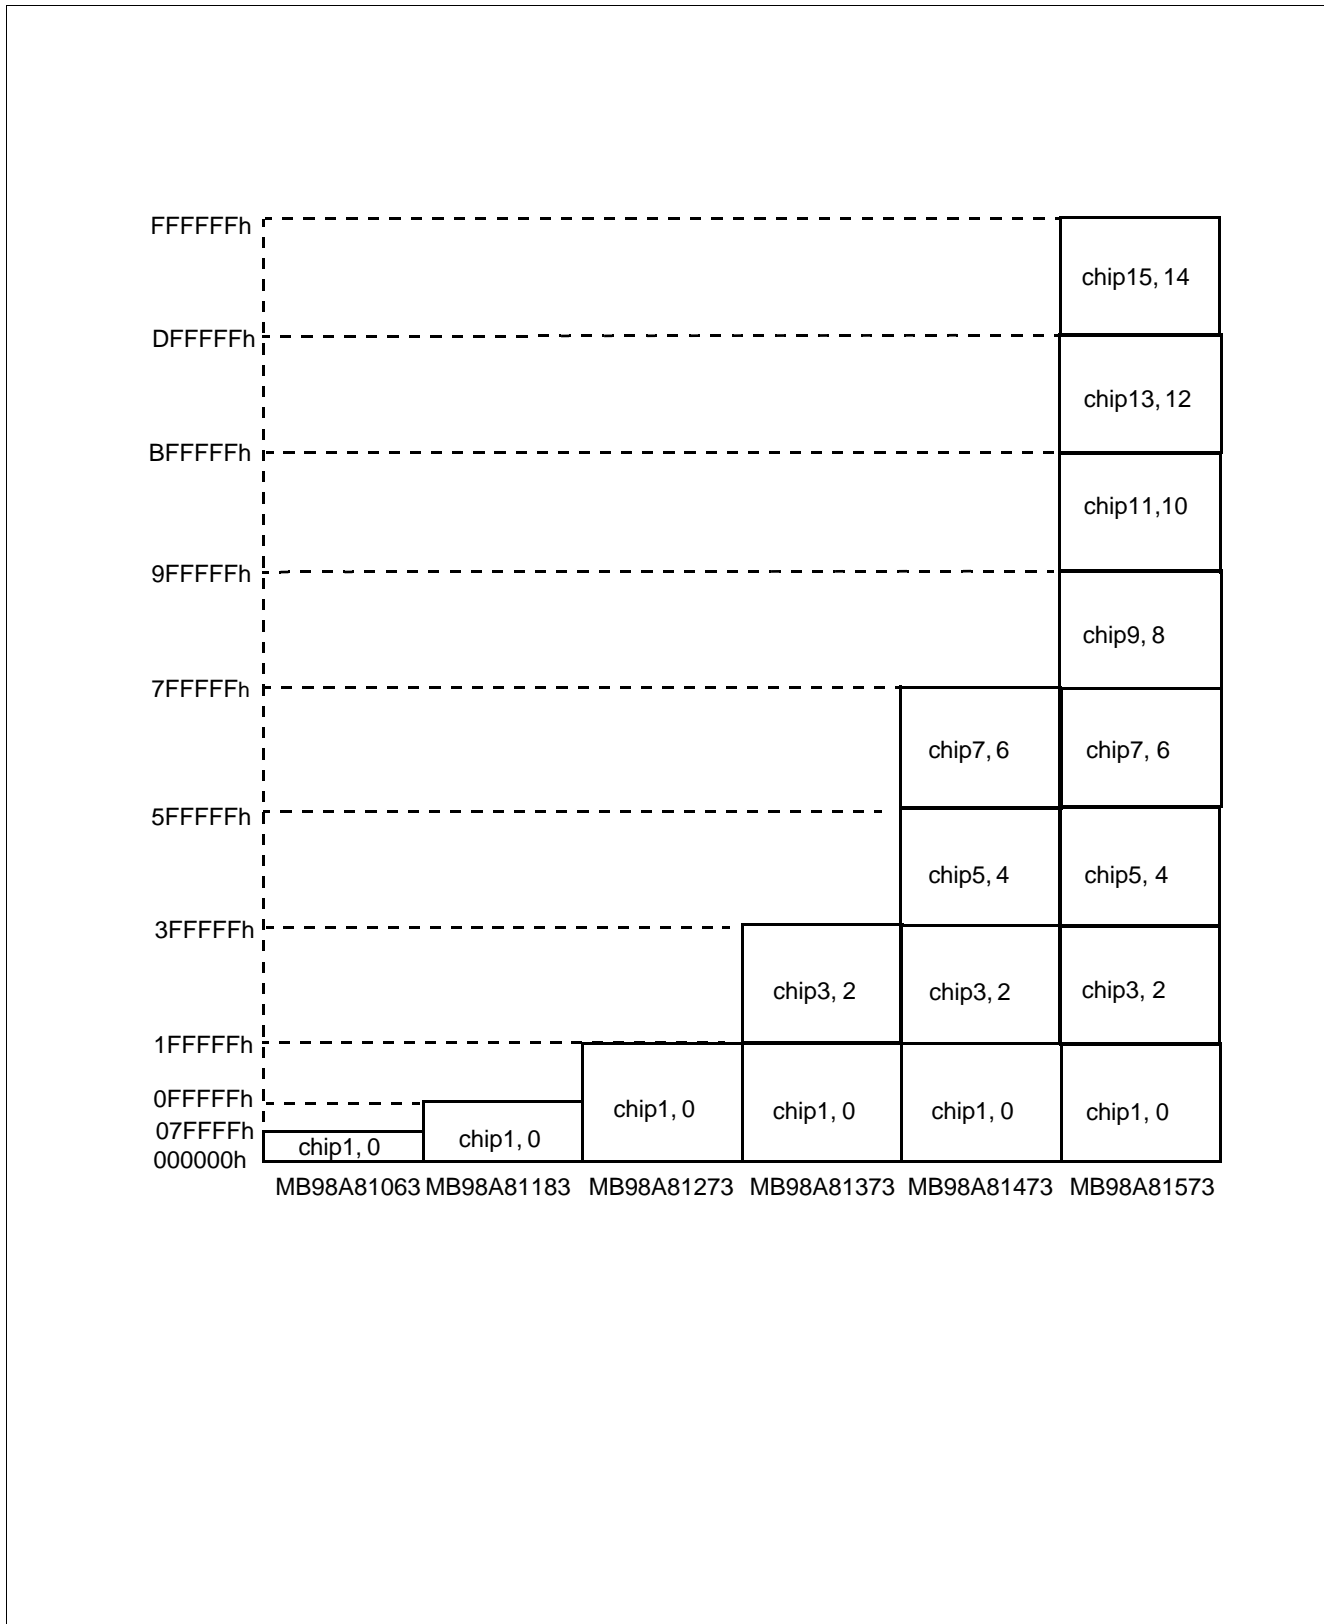 FFFFFFh
chip15, 14
DFFFFFh
chip13, 12
BFFFFFh
chip11,10
9FFFFFh
chip9, 8
7FFFFFh
chip7, 6 chip7, 6
5FFFFFh
chip5, 4 chip5, 4
3FFFFFh
chip3, 2 chip3, 2 chip3, 2
1FFFFFh
0FFFFFh
chip1, 0 chip1, 0 chip1, 0 chip1, 0
07FFFFh
chip1, 0 chip1, 0
000000h
MB98A81063 MB98A81183 MB98A81273 MB98A81373 MB98A81473 MB98A81573